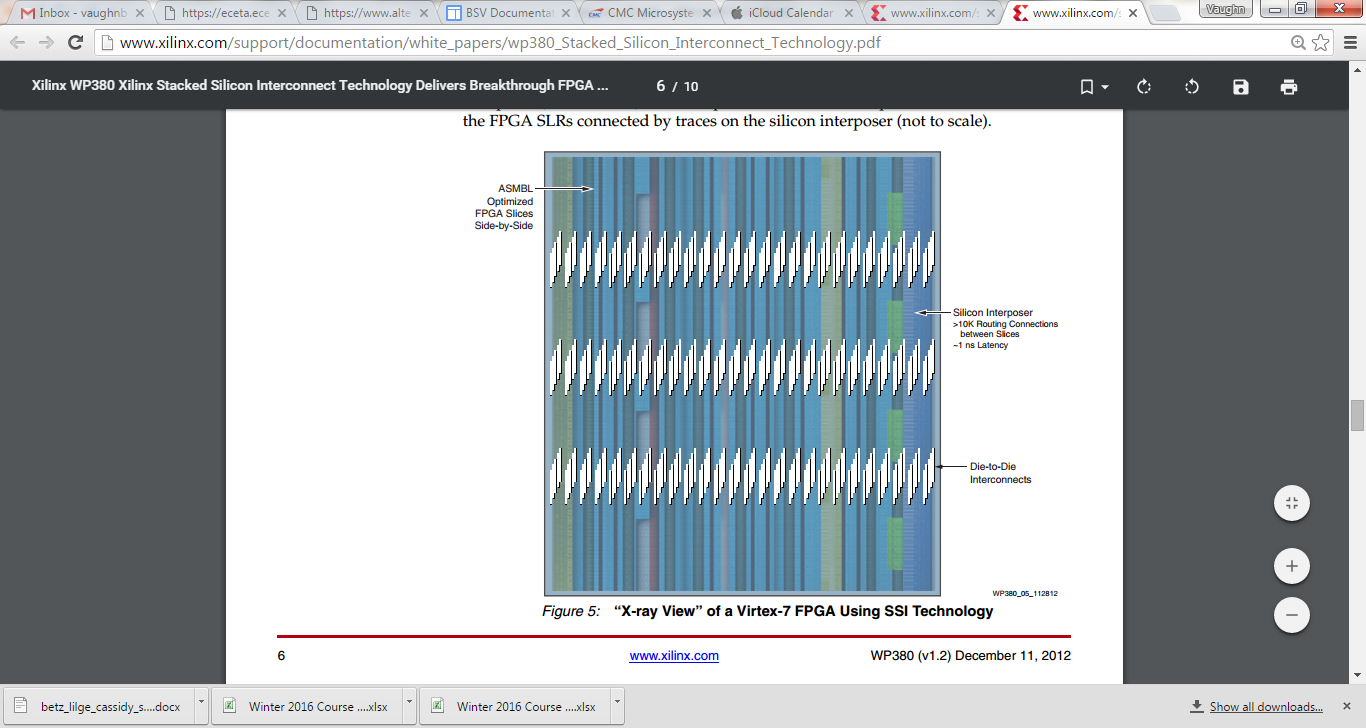 Inbox - vaughnb
https://eceta.ece
https://www.alte
BSV Documenta
CMC Microsyste
iCloud Calendar
www.xilinx.com/s
www.xilinx.com/s
Vaughn
www.xilinx.com/support/documentation/white_papers/wp380_Stacked_Silicon_Interconnect_Technology.pdf
Xilinx WP380 Xilinx Stacked Silicon Interconnect Technology Delivers Breakthrough FPGA ...
6 / 10
the FPGA SLRs connected by traces on the silicon interposer (not to scale).
ASMBL
Optimized
FPGA Slices
Side-by-Side
Silicon Interposer
>10K Routing Connections
between Slices
~1 ns Latency
Die-to-Die
Interconnects
WP380_05_112812
Figure 5: “X-ray View” of a Virtex-7 FPGA Using SSI Technology
6
www.xilinx.com
WP380 (v1.2) December 11, 2012
betz_lilge_cassidy_s....docx
Winter 2016 Course ....xlsx
Winter 2016 Course ....xlsx
Show all downloads...